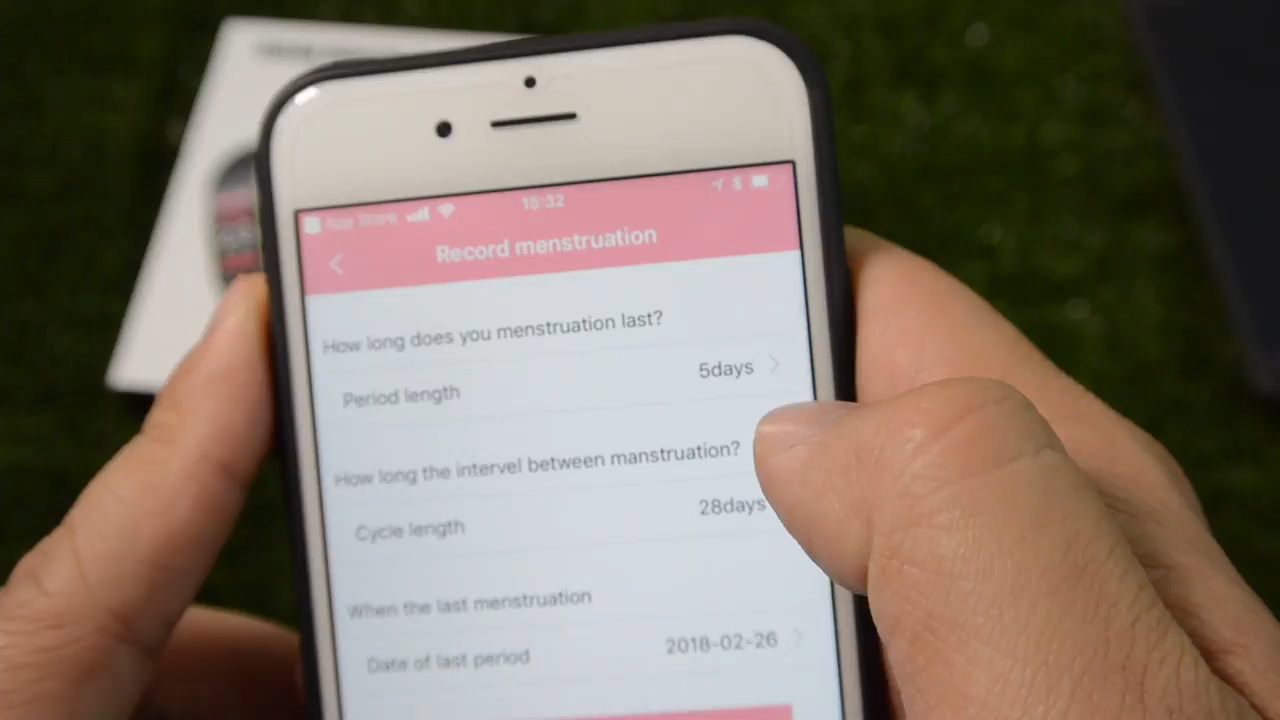 App Store
15:32
Record menstruation
How long does you menstruation last?
Period length
5days
How long the intervel between manstruation?
Cycle length
28days
When the last menstruation
Date of last period
2018-02-26